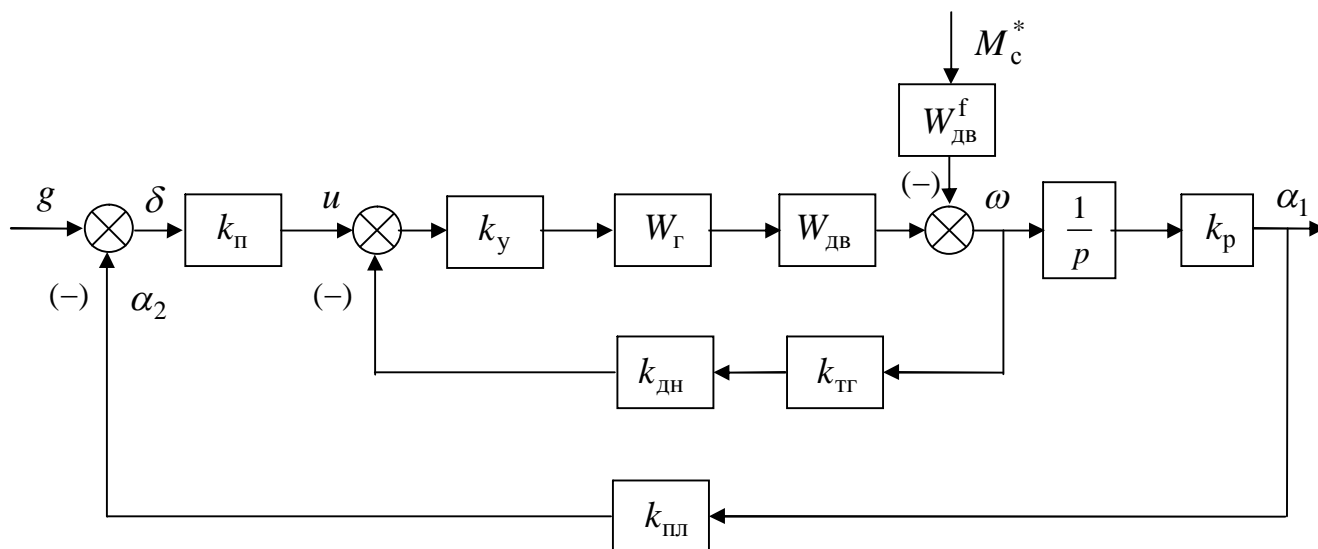 M_c^*
W_дв^f
(−)
g
δ
k_п
u
k_у
W_г
W_дв
ω
1/p
k_р
α_1
(−)
α_2
(−)
k_дн
k_тг
k_пл